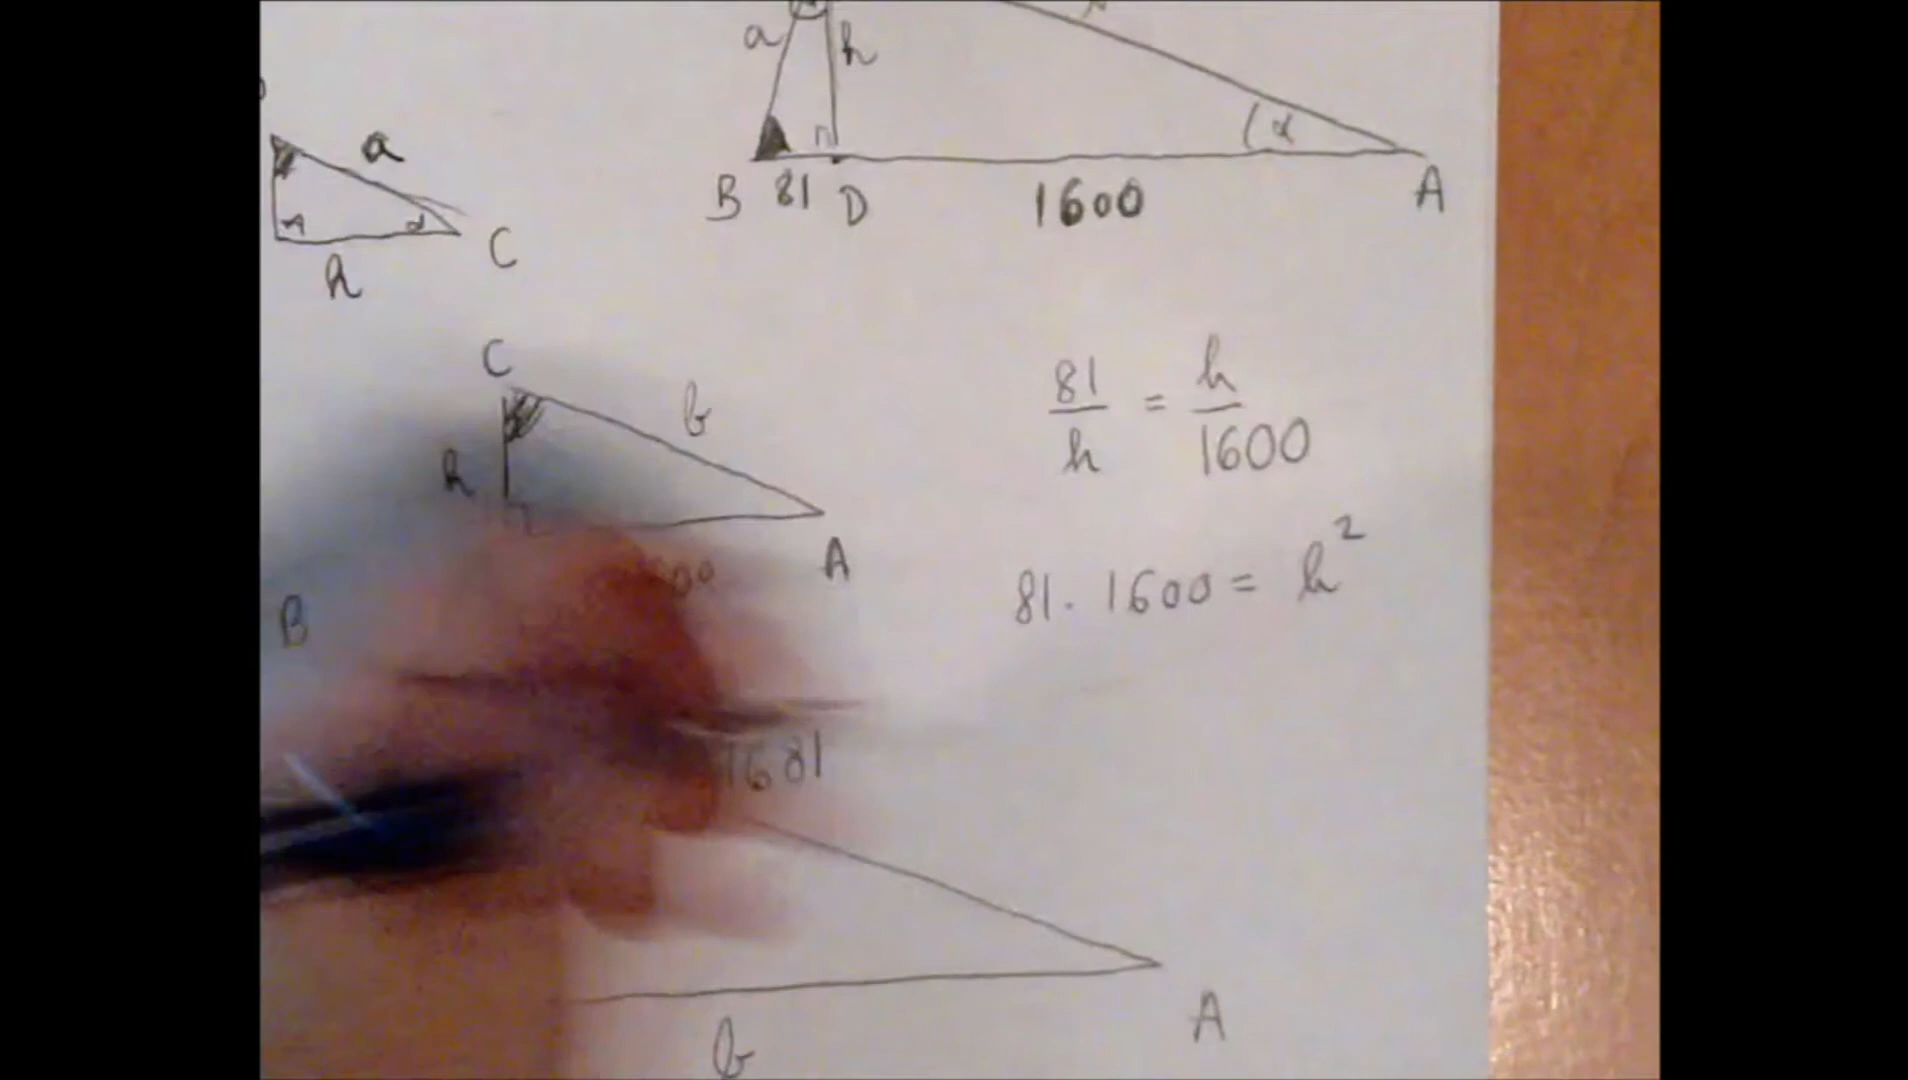 a h
α
B 81 D 1600 A
a
α
h C
C
81/h = h/1600
b
h
A
81 . 1600 = h²
B
1681
A
b